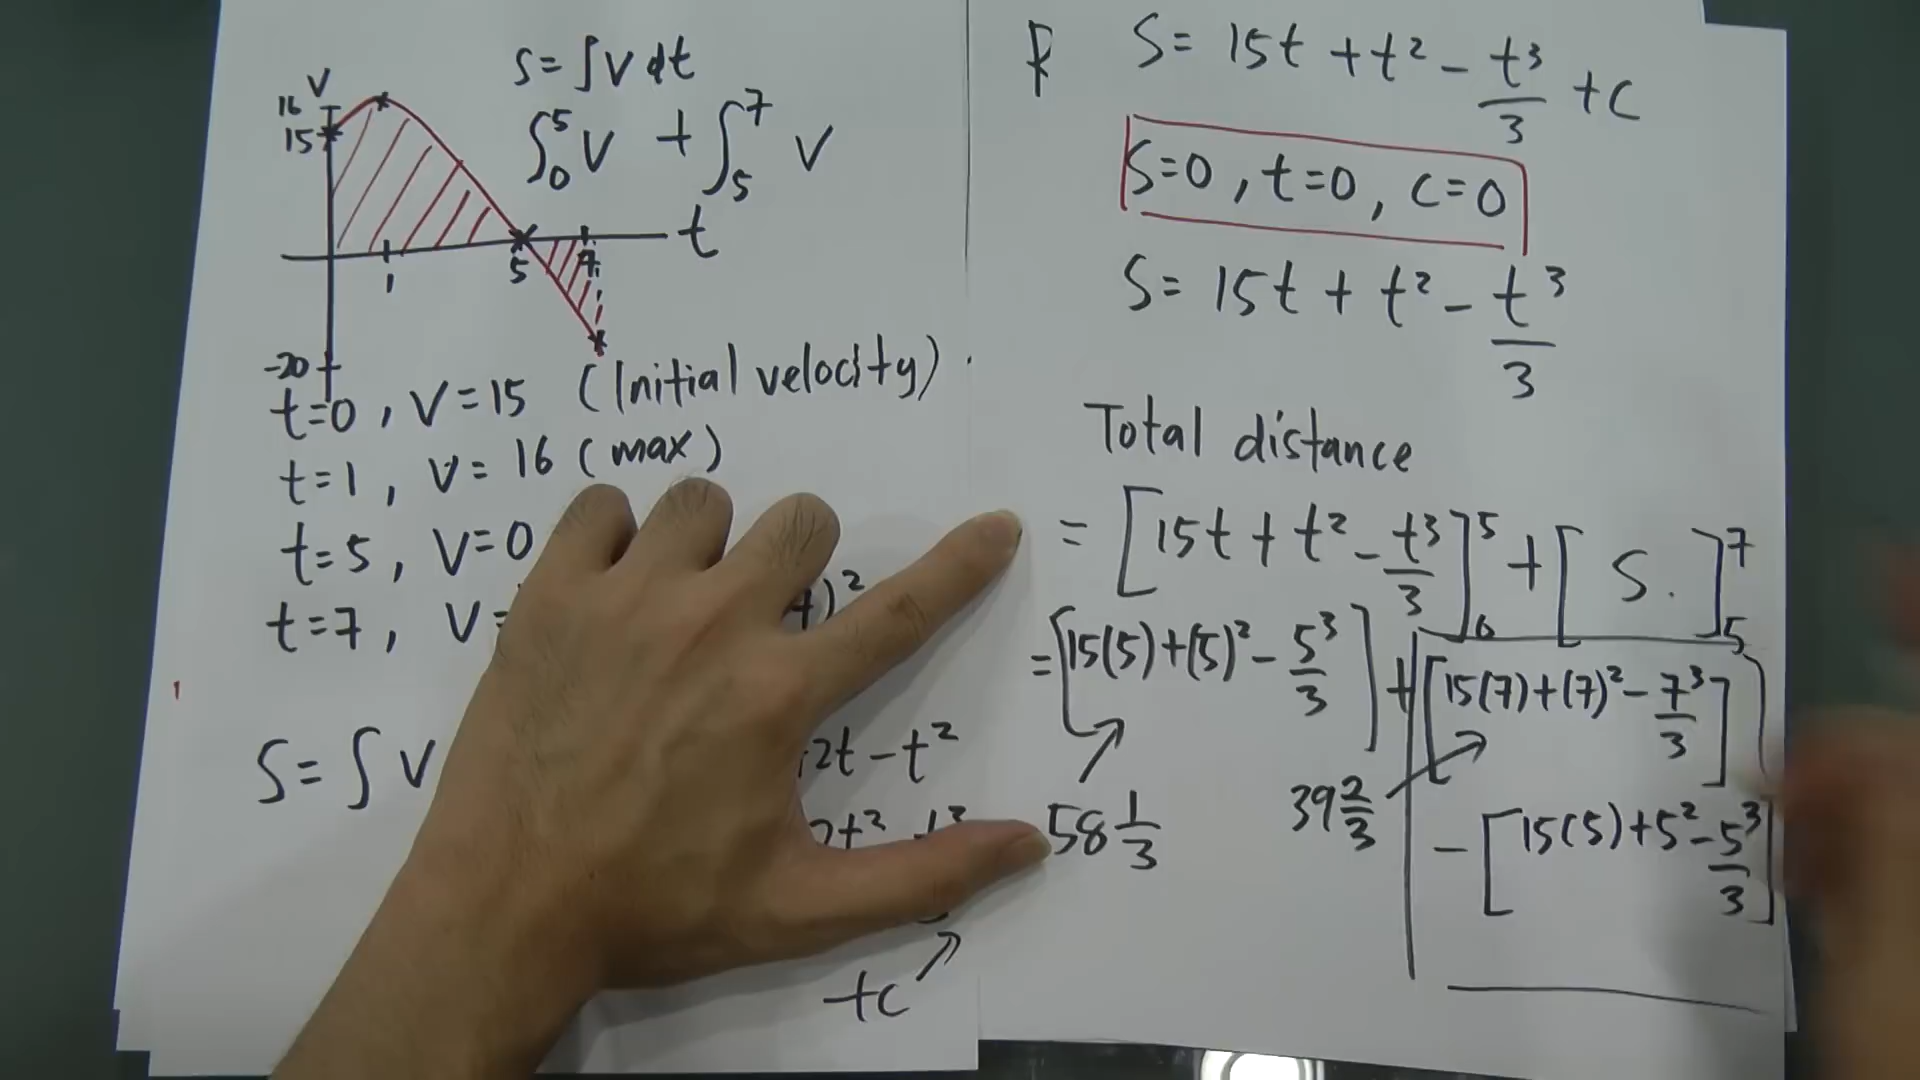 V
16
15
t
1
5
7
-20
S = ∫V dt
∫₀⁵ V + ∫₅⁷ V
t=0, V=15 (Initial velocity)
t=1, V=16 (max)
t=5, V=0
t=7, V=
)²
S = ∫V
2t - t²
+c
S = 15t + t² - t³/3 + c
S=0, t=0, c=0
S = 15t + t² - t³/3
Total distance
= [15t + t² - t³/3]₀⁵ + [S.]₅⁷
= [15(5)+(5)² - 5³/3] + [15(7)+(7)² - 7³/3]
58 1/3
39 2/3
- [15(5)+5² - 5³/3]